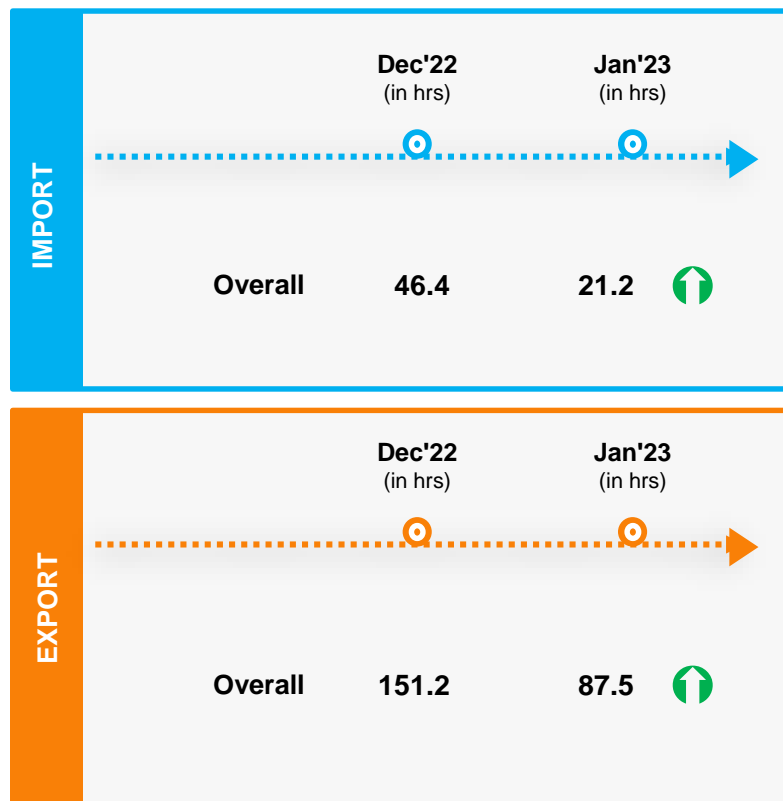 IMPORT
Dec'22 Jan'23
(in hrs) (in hrs)
Overall 46.4 21.2
EXPORT
Dec'22 Jan'23
(in hrs) (in hrs)
Overall 151.2 87.5